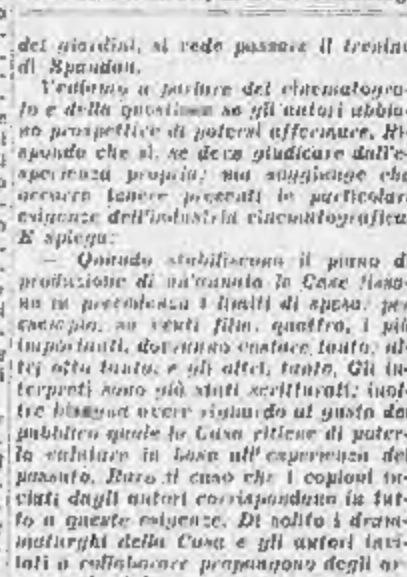 dei giardini, si vede passare il trenino
di Spandau.
Veniamo a parlare del cinematogra-
fo e della questione se gli autori abbia-
no prospettive di potersi affermare. Ri-
sponde che sì, se deve giudicare dall'e-
sperienza propria; ma soggiunge che
occorre tenere presenti le particolari
esigenze dell'industria cinematografica
E spiega:
— Quando stabiliscono il piano di
produzione di un'annata le Case fissa-
no in precedenza i limiti di spesa: per
esempio, su venti film, quattro, i più
importanti, dovranno costare tanto, al-
tri otto tanto, e gli altri, tanto. Gli in-
terpreti sono già stati scritturati; inol-
tre bisogna avere riguardo al gusto del
pubblico quale la Casa ritiene di poter-
lo valutare in base all'esperienza del
passato. Raro il caso che i copioni in-
viati dagli autori corrispondano in tut-
to a queste esigenze. Di solito i dram-
maturghi della Casa e gli autori invi-
tati a collaborare propongono degli ar-